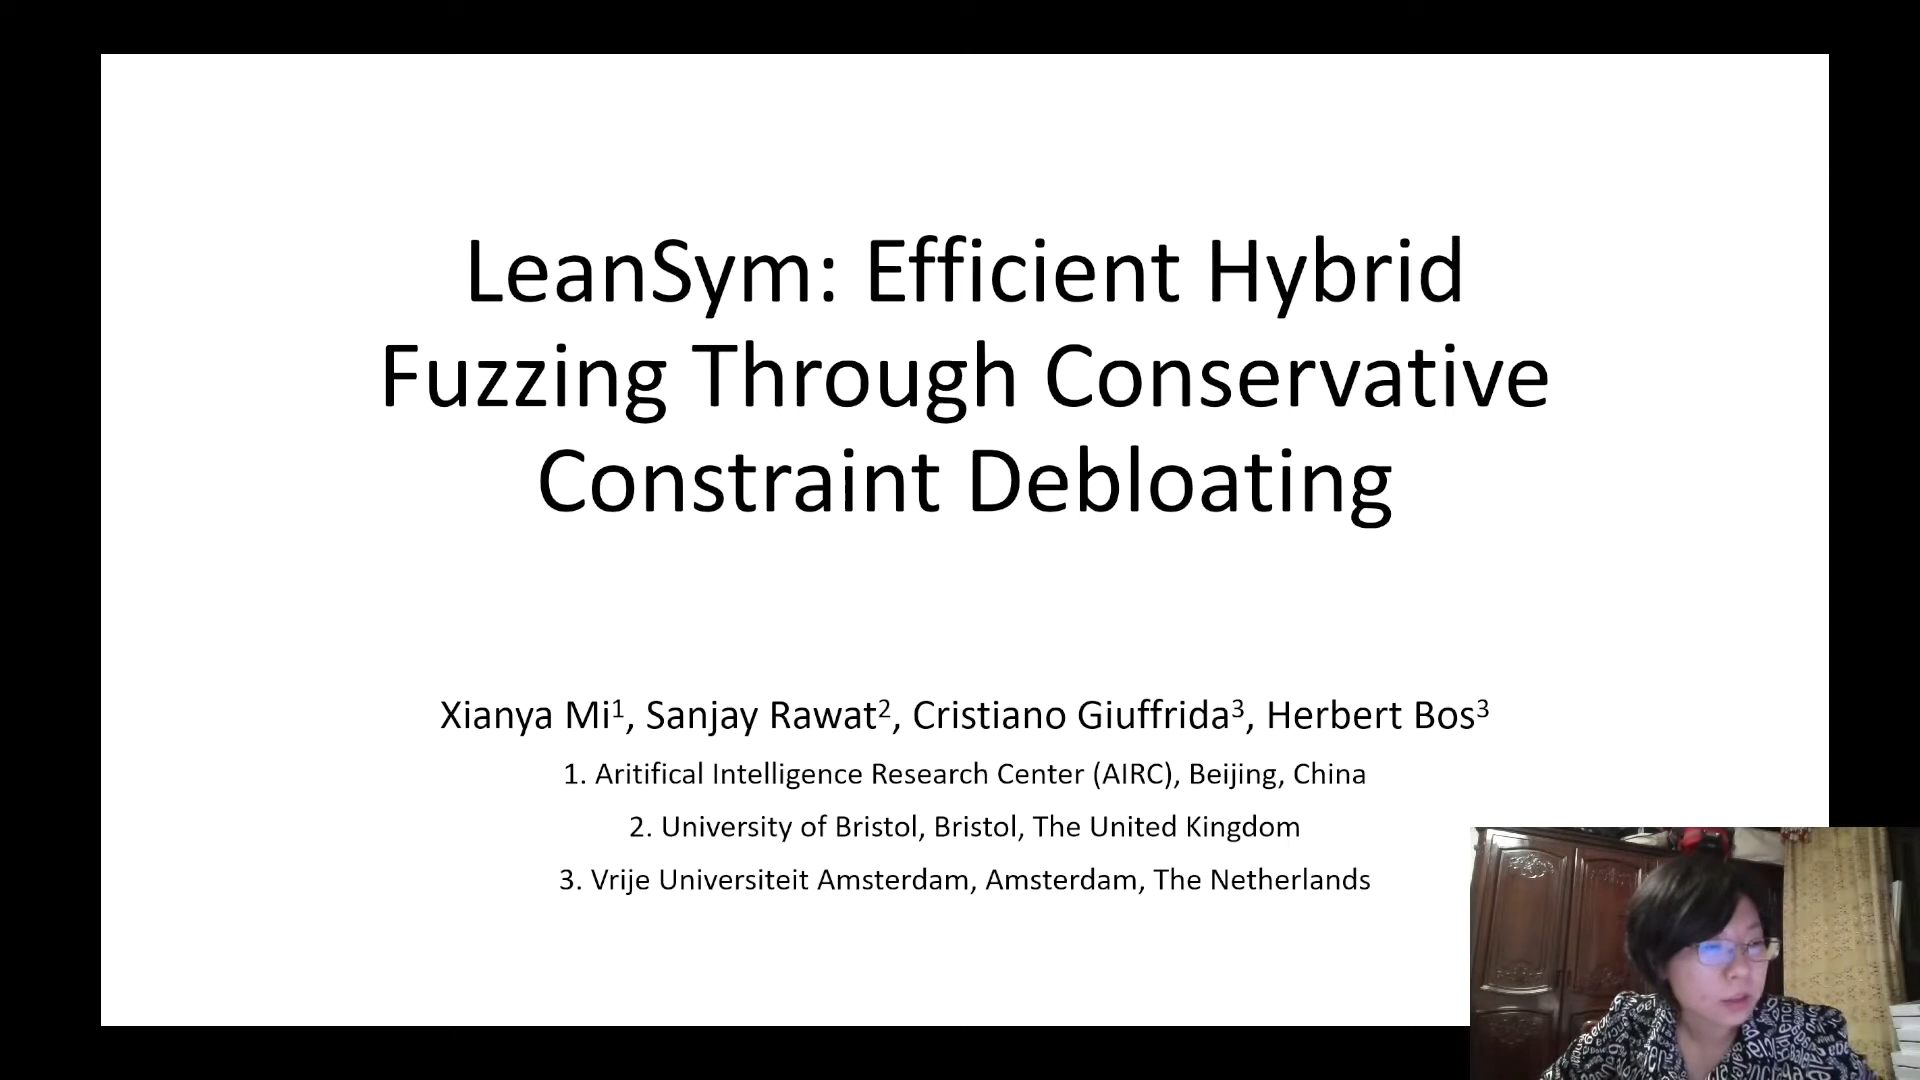 LeanSym: Efficient Hybrid
Fuzzing Through Conservative
Constraint Debloating
Xianya Mi¹, Sanjay Rawat², Cristiano Giuffrida³, Herbert Bos³
1. Aritifical Intelligence Research Center (AIRC), Beijing, China
2. University of Bristol, Bristol, The United Kingdom
3. Vrije Universiteit Amsterdam, Amsterdam, The Netherlands